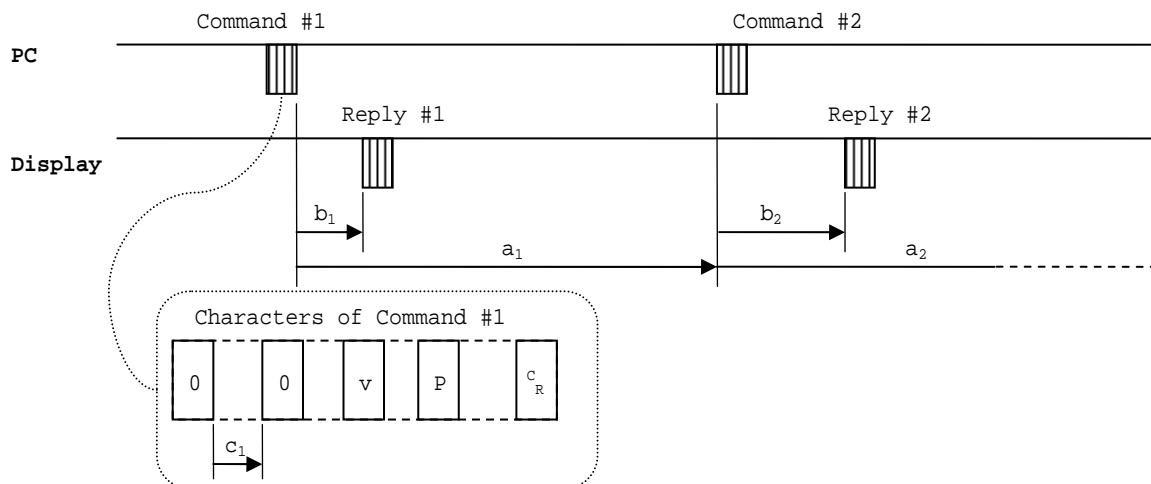 Command #1 Command #2
PC
Reply #1 Reply #2
Display
b₁ b₂
a₁ a₂
Characters of Command #1
0 0 v P C R
c₁